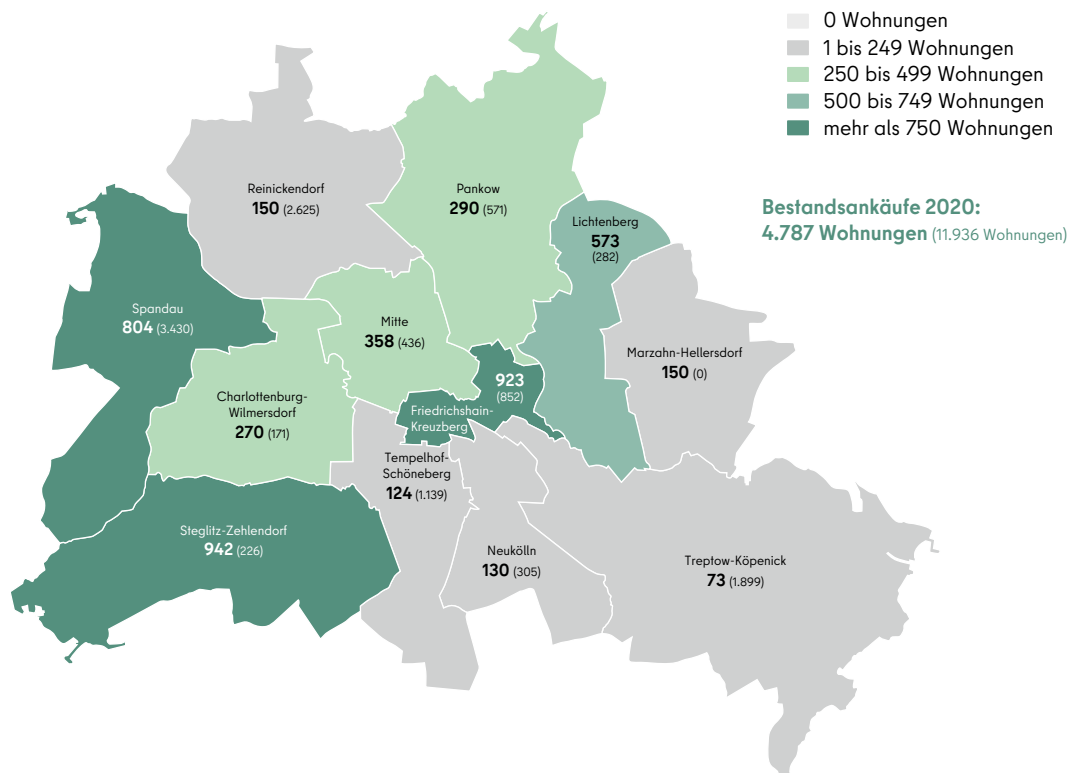 0 Wohnungen
1 bis 249 Wohnungen
250 bis 499 Wohnungen
500 bis 749 Wohnungen
mehr als 750 Wohnungen
Bestandsankäufe 2020:
4.787 Wohnungen (11.936 Wohnungen)
Reinickendorf
150 (2.625)
Pankow
290 (571)
Lichtenberg
573
(282)
Spandau
804 (3.430)
Mitte
358 (436)
Marzahn-Hellersdorf
150 (0)
923
(852)
Friedrichshain-
Kreuzberg
Charlottenburg-
Wilmersdorf
270 (171)
Tempelhof-
Schöneberg
124 (1.139)
Steglitz-Zehlendorf
942 (226)
Neukölln
130 (305)
Treptow-Köpenick
73 (1.899)